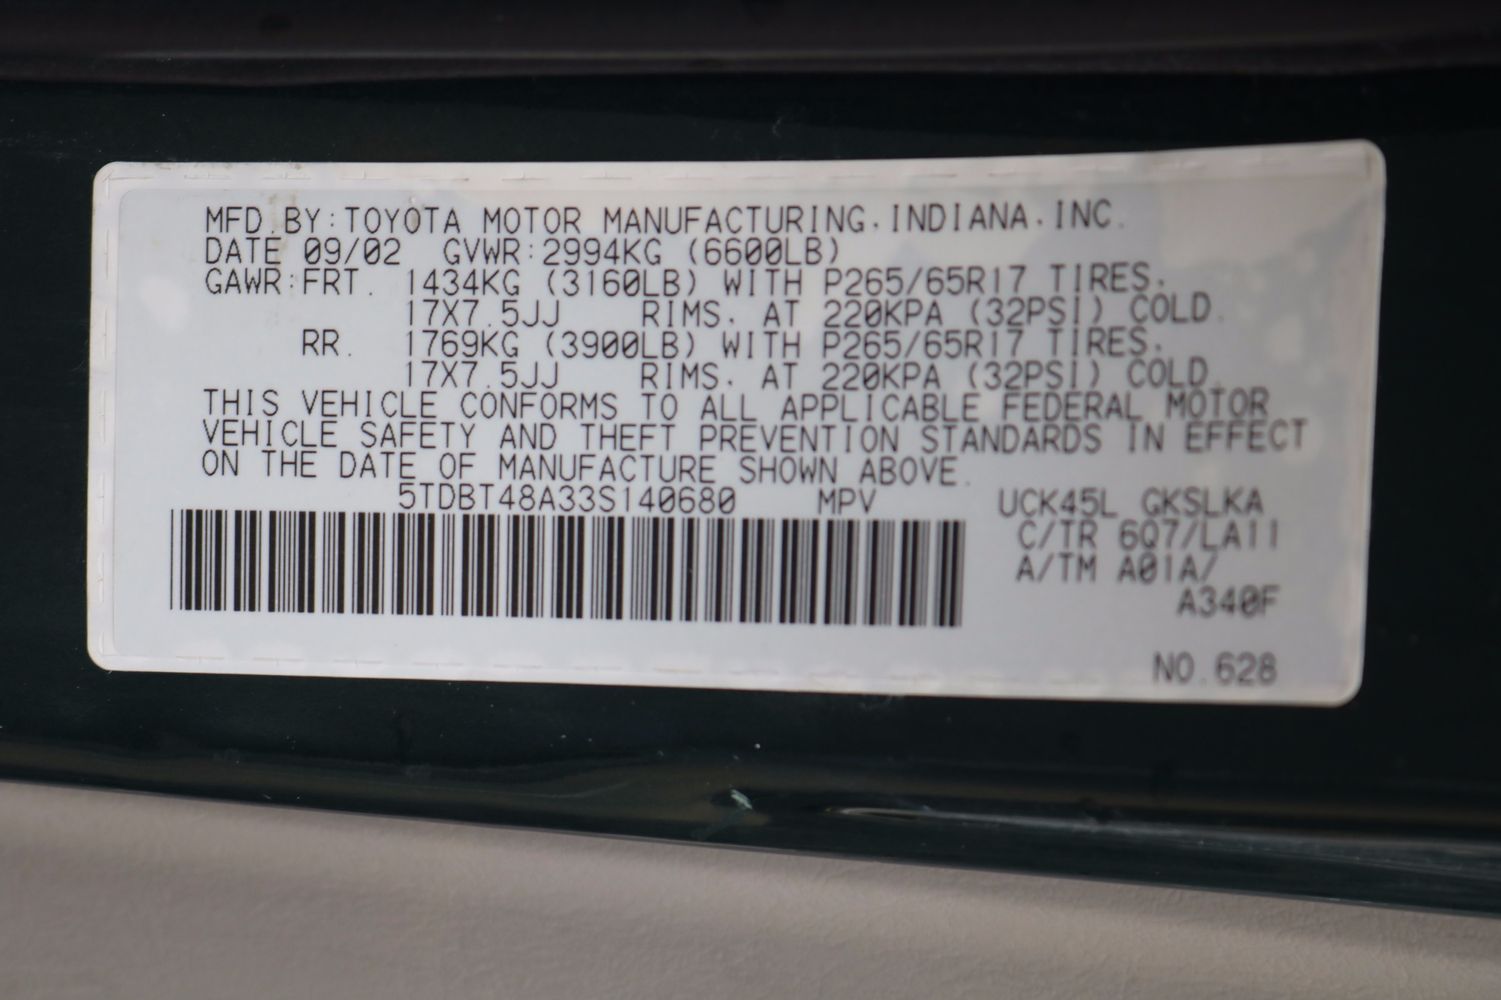 MFD.BY:TOYOTA MOTOR MANUFACTURING.INDIANA.INC.
DATE 09/02 GVWR:2994KG (6600LB)
GAWR:FRT. 1434KG (3160LB) WITH P265/65R17 TIRES.
17X7.5JJ RIMS. AT 220KPA (32PSI) COLD.
RR. 1769KG (3900LB) WITH P265/65R17 TIRES.
17X7.5JJ RIMS. AT 220KPA (32PSI) COLD.
THIS VEHICLE CONFORMS TO ALL APPLICABLE FEDERAL MOTOR
VEHICLE SAFETY AND THEFT PREVENTION STANDARDS IN EFFECT
ON THE DATE OF MANUFACTURE SHOWN ABOVE.
5TDBT48A33S140680 MPV UCK45L GKSLKA
C/TR 6Q7/LA11
A/TM A01A/
A340F
NO.628